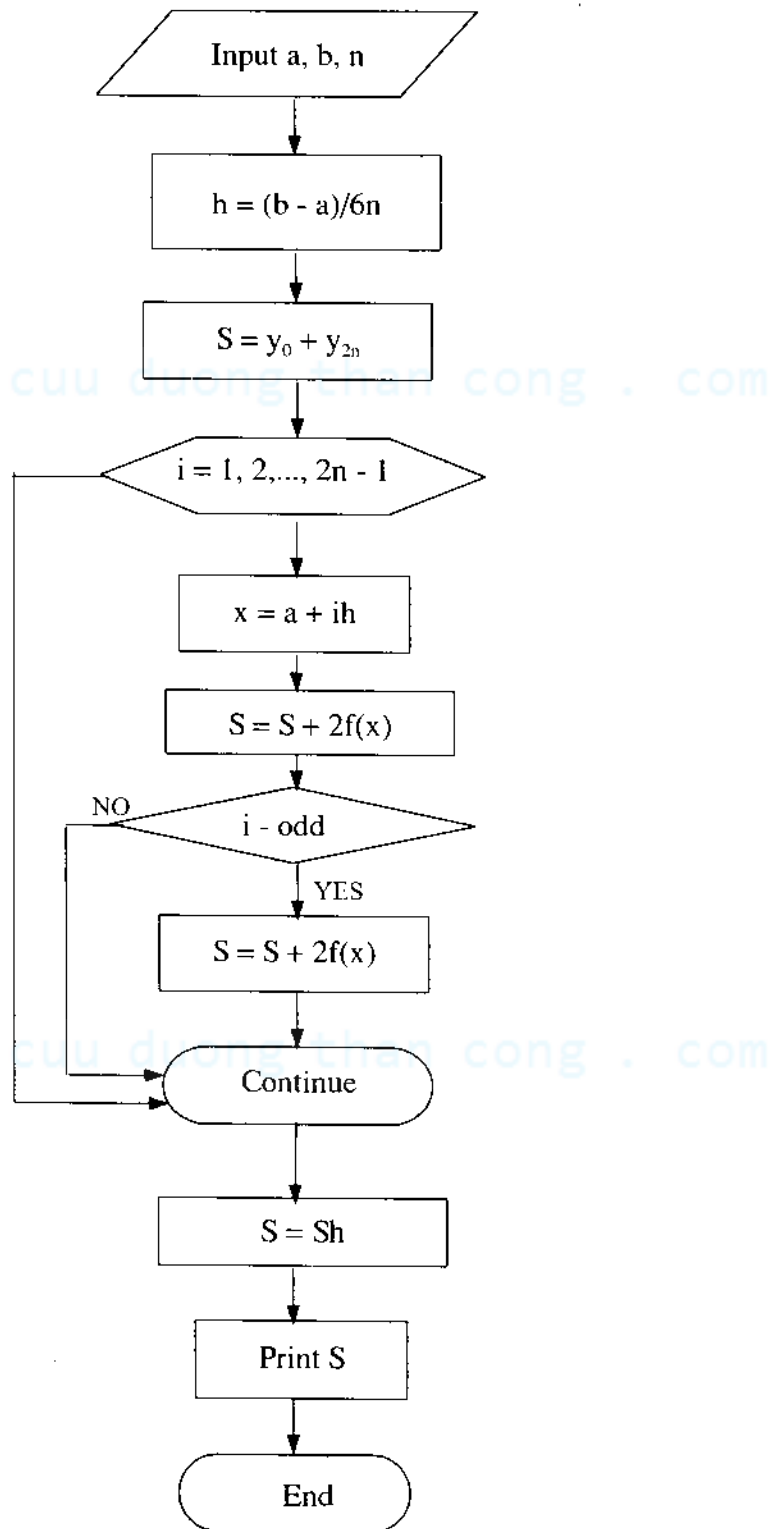 Input a, b, n
h = (b - a)/6n
S = y₀ + y₂ₙ
cuu duong than cong . com
i = 1, 2,..., 2n - 1
x = a + ih
S = S + 2f(x)
NO
i - odd
YES
S = S + 2f(x)
cuu duong than cong . com
Continue
S = Sh
Print S
End